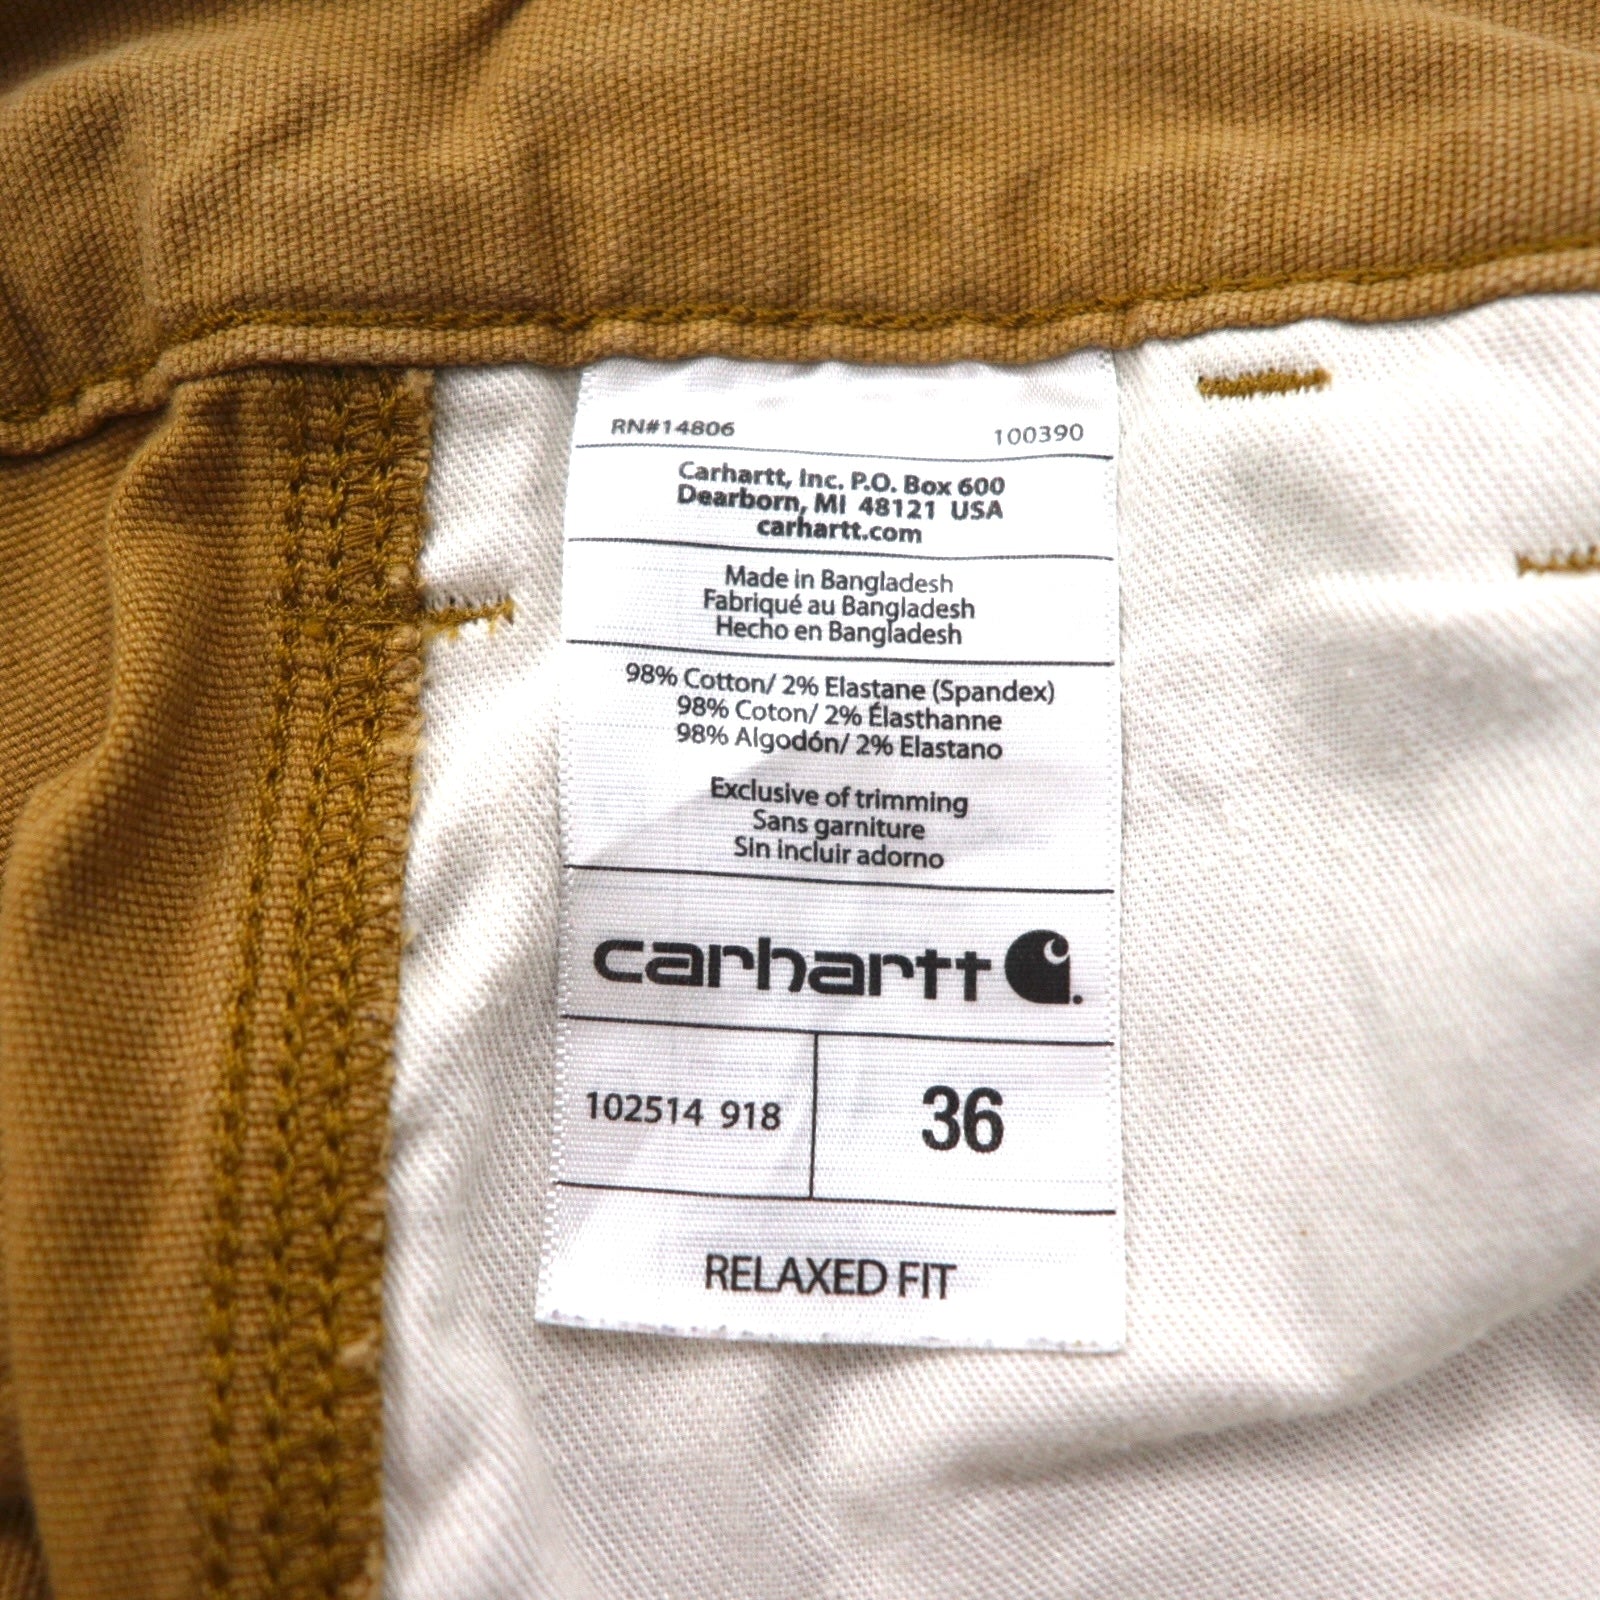 RN#14806 100390
Carhartt, Inc. P.O. Box 600
Dearborn, MI 48121 USA
carhartt.com
Made in Bangladesh
Fabriqué au Bangladesh
Hecho en Bangladesh
98% Cotton/ 2% Elastane (Spandex)
98% Coton/ 2% Élasthanne
98% Algodón/ 2% Elastano
Exclusive of trimming
Sans garniture
Sin incluir adorno
carhartt
102514 918 36
RELAXED FIT